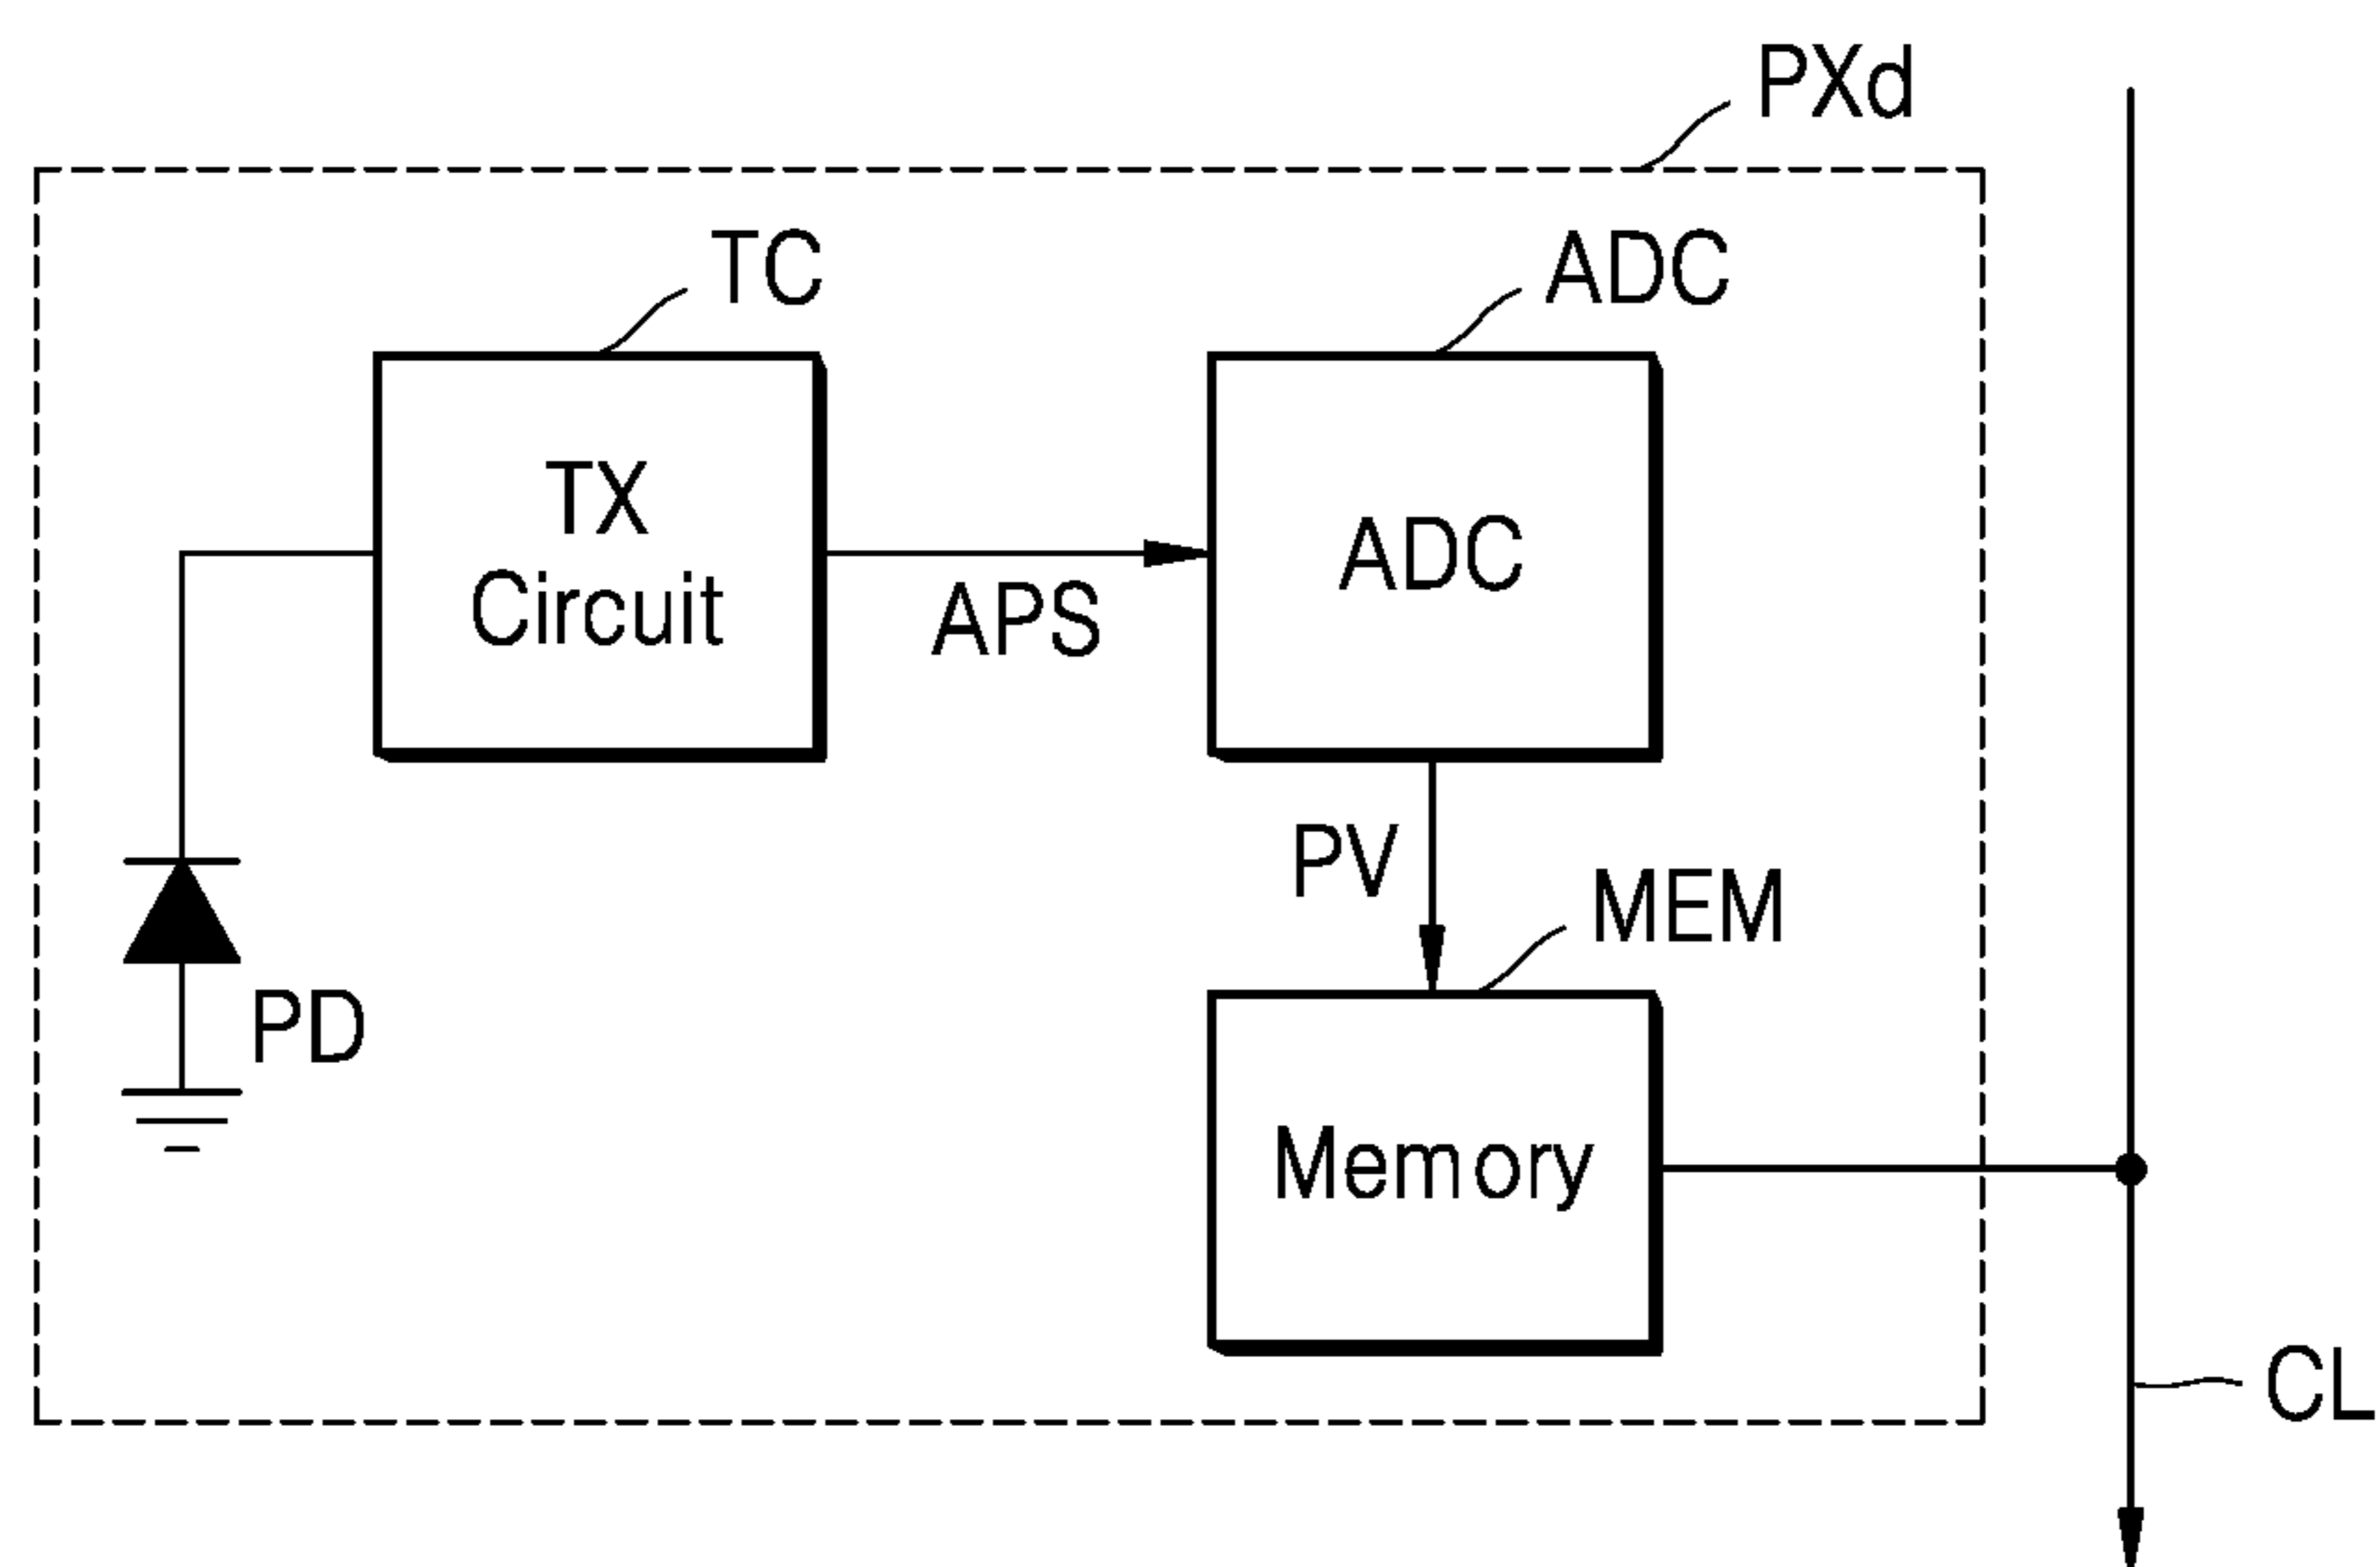 PXd
TC
ADC
TX
Circuit
ADC
APS
PV
MEM
PD
Memory
CL